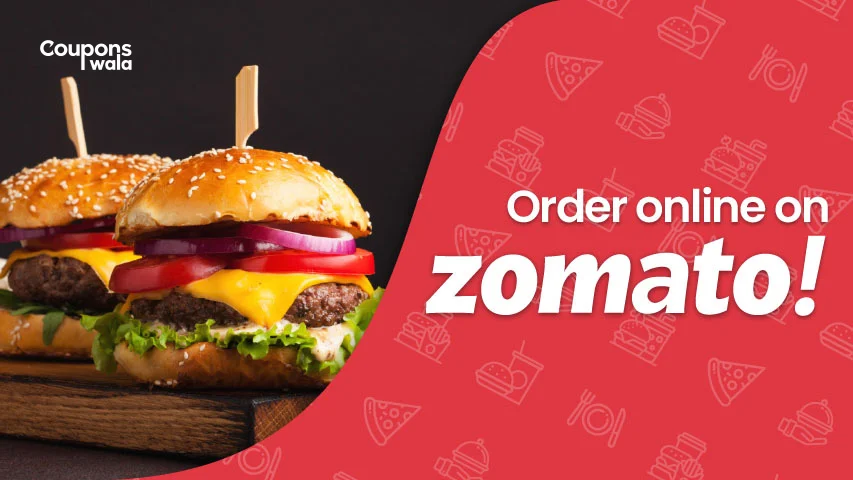 Coupons
wala
Order online on
zomato!